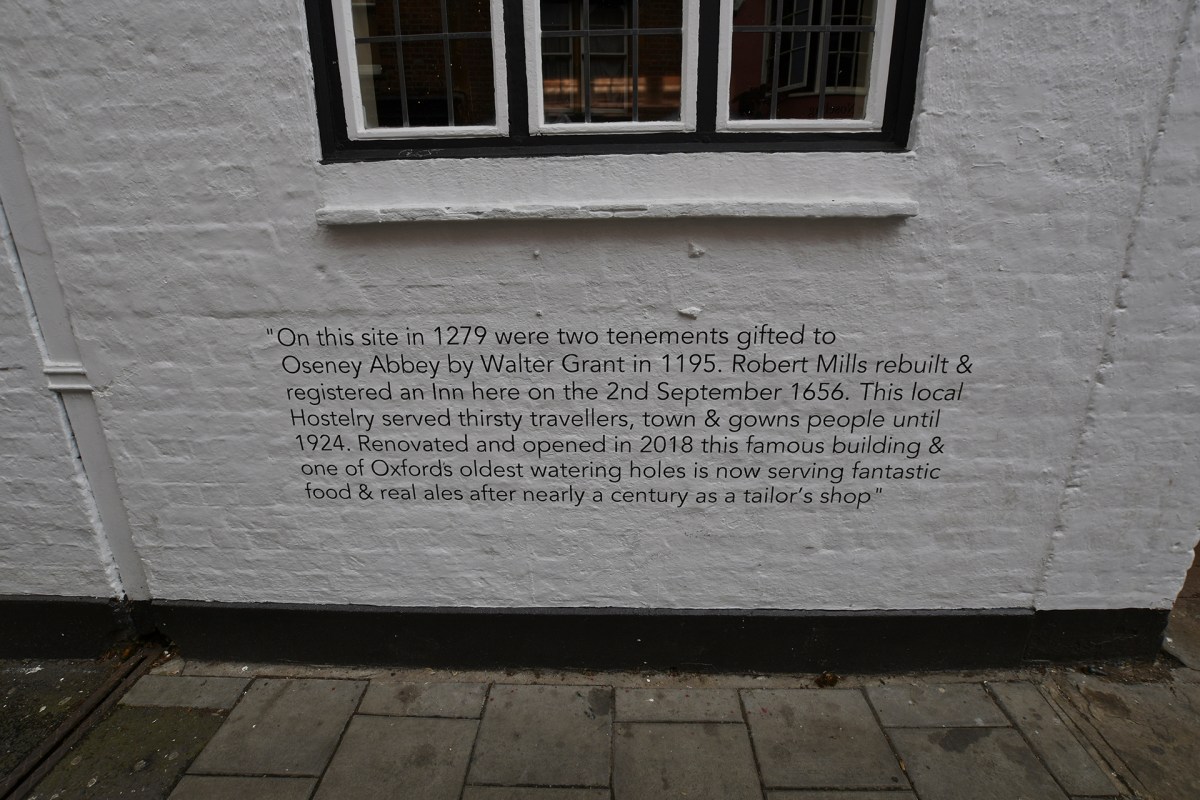 "On this site in 1279 were two tenements gifted to
Oseney Abbey by Walter Grant in 1195. Robert Mills rebuilt &
registered an Inn here on the 2nd September 1656. This local
Hostelry served thirsty travellers, town & gowns people until
1924. Renovated and opened in 2018 this famous building &
one of Oxfords oldest watering holes is now serving fantastic
food & real ales after nearly a century as a tailor's shop"